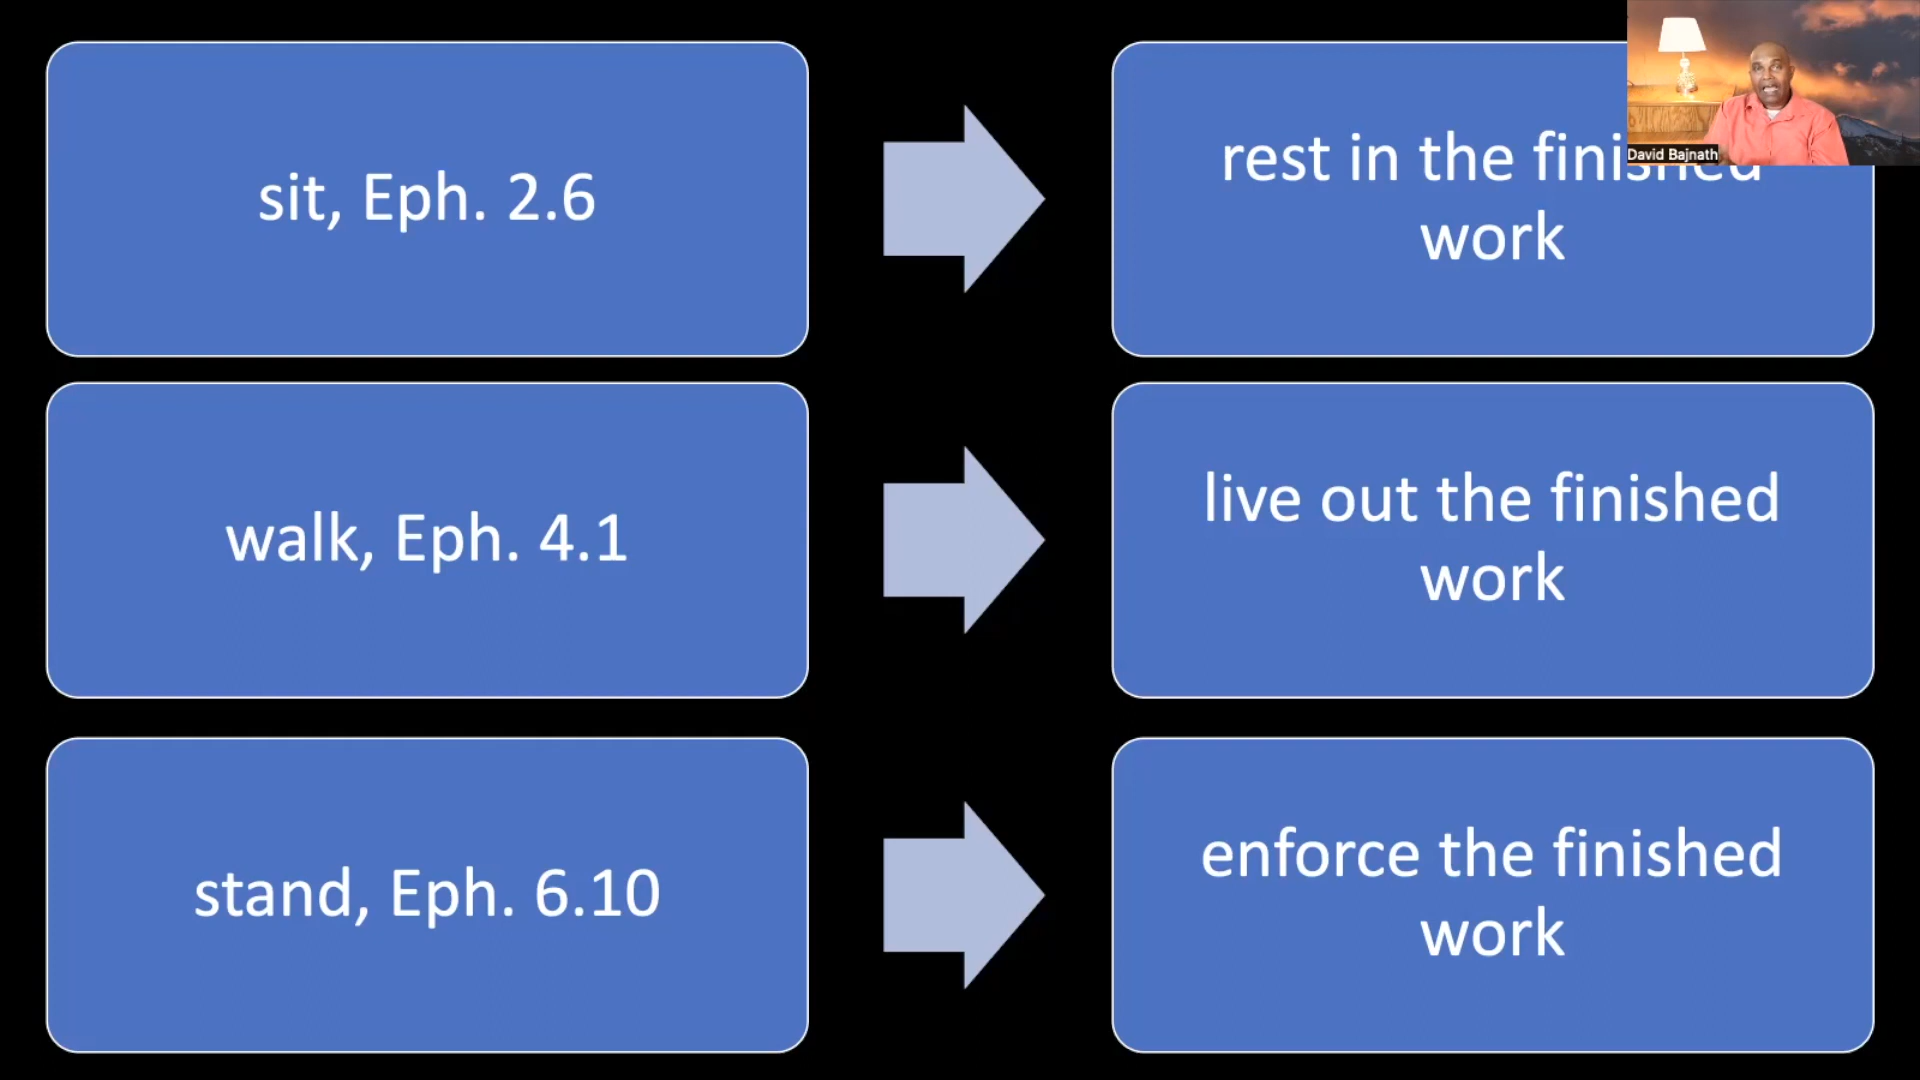 sit, Eph. 2.6
rest in the finished
work
David Bajnath
walk, Eph. 4.1
live out the finished
work
stand, Eph. 6.10
enforce the finished
work